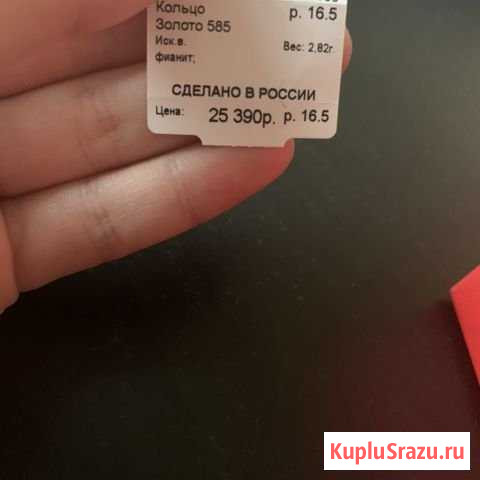 Кольцо р. 16.5
Золото 585
Иск.в. Вес: 2,82г.
фианит;
СДЕЛАНО В РОССИИ
Цена: 25 390р. р. 16.5
KupluSrazu.ru